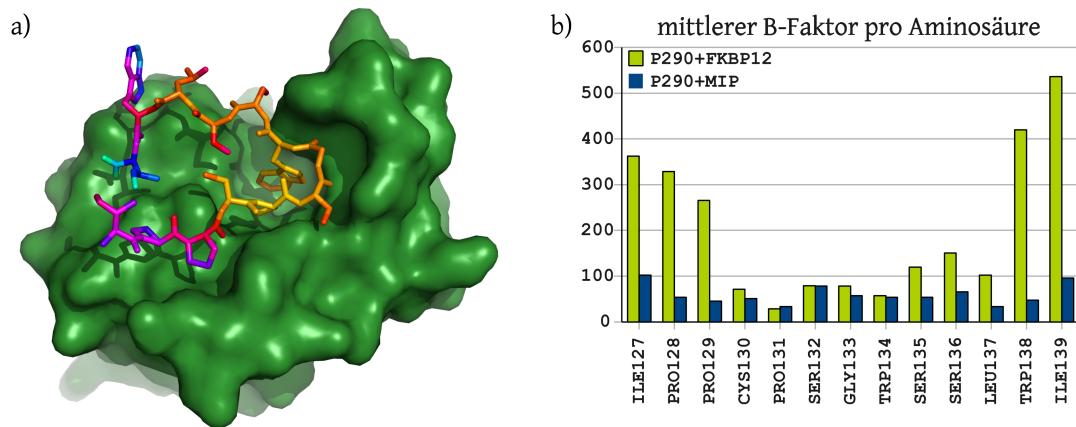 a)
b)
mittlerer B-Faktor pro Aminosäure
600
500
400
300
200
100
0
P290+FKBP12
P290+MIP
ILE127
PRO128
PRO129
CYS130
PRO131
SER132
GLY133
TRP134
SER135
SER136
LEU137
TRP138
ILE139